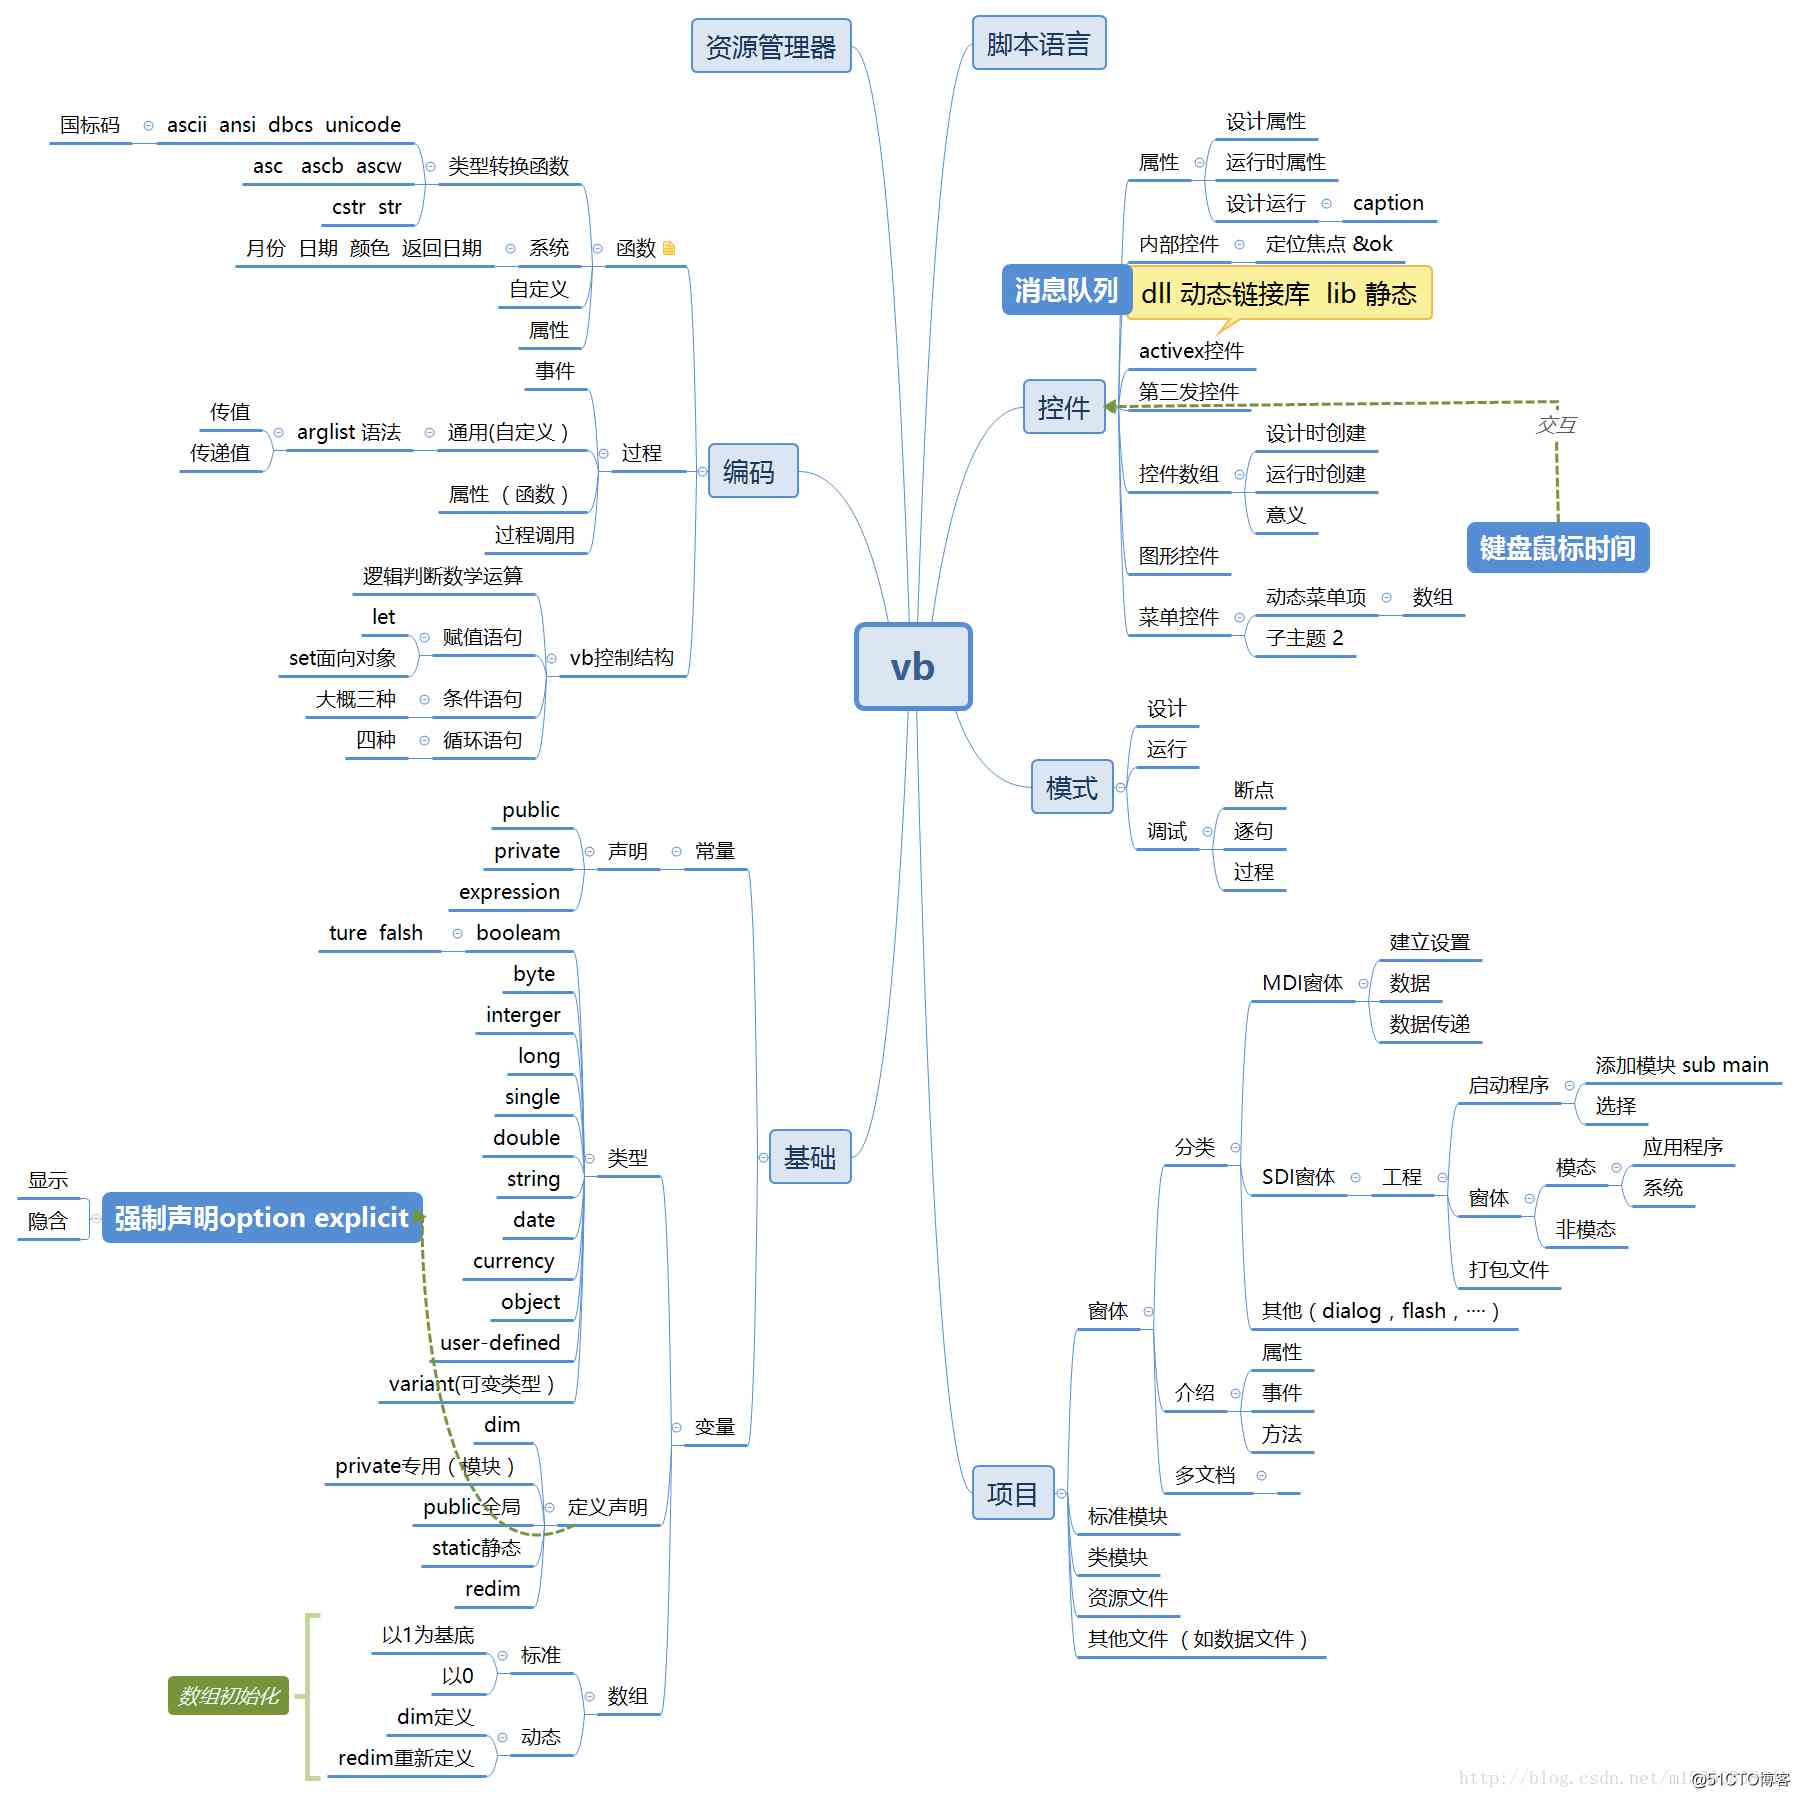 vb
资源管理器
编码
函数
类型转换函数
国标码
ascii ansi dbcs unicode
asc ascb ascw
cstr str
系统
月份 日期 颜色 返回日期
自定义
属性
过程
事件
通用(自定义）
arglist 语法
传值
传递值
属性 （函数）
过程调用
vb控制结构
逻辑判断数学运算
赋值语句
let
set面向对象
条件语句
大概三种
循环语句
四种
基础
常量
声明
public
private
expression
变量
类型
booleam
ture falsh
byte
interger
long
single
double
string
date
currency
object
user-defined
variant(可变类型）
定义声明
dim
private专用（模块）
public全局
static静态
redim
强制声明option explicit
显示
隐含
数组
标准
以1为基底
以0
动态
dim定义
redim重新定义
数组初始化
脚本语言
控件
属性
设计属性
运行时属性
设计运行
caption
内部控件
定位焦点 &ok
消息队列
dll 动态链接库 lib 静态
activex控件
第三发控件
控件数组
设计时创建
运行时创建
意义
图形控件
菜单控件
动态菜单项
数组
子主题 2
交互
键盘鼠标时间
模式
设计
运行
调试
断点
逐句
过程
项目
窗体
分类
MDI窗体
建立设置
数据
数据传递
SDI窗体
工程
启动程序
添加模块 sub main
选择
窗体
模态
应用程序
系统
非模态
打包文件
其他（dialog，flash，····）
介绍
属性
事件
方法
多文档
标准模块
类模块
资源文件
其他文件 （如数据文件）
@51CTO博客